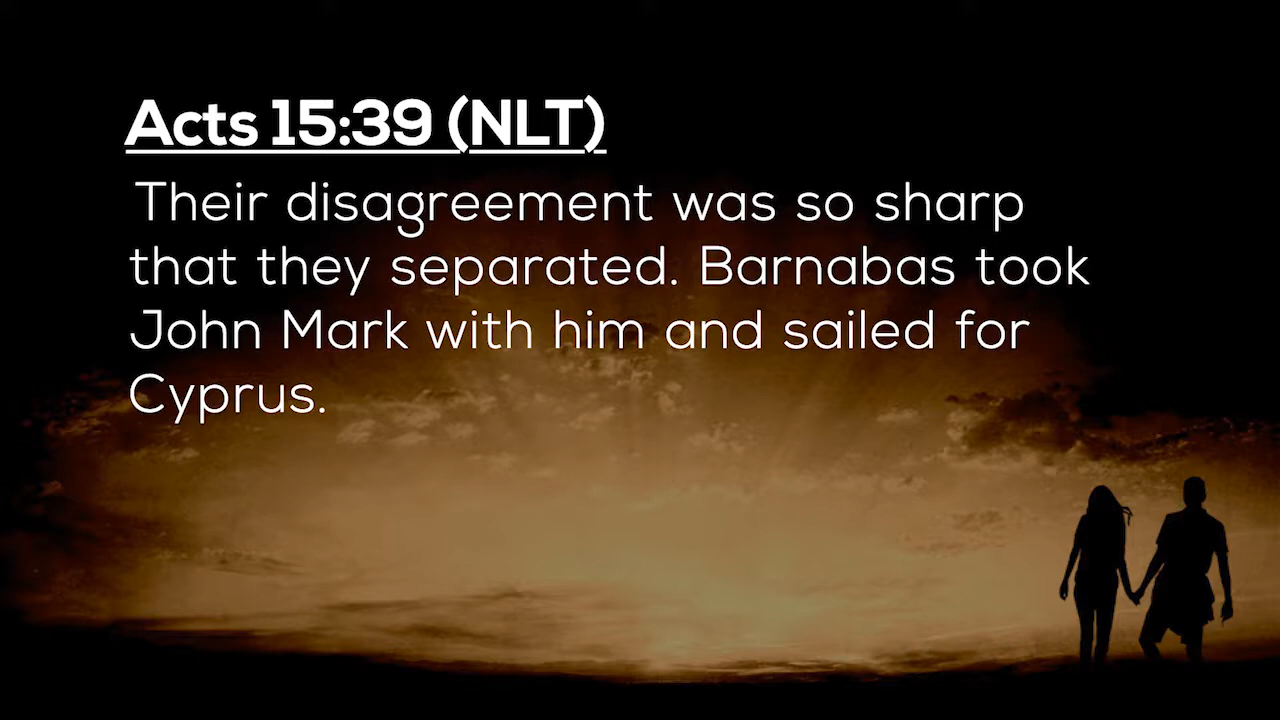 Acts 15:39 (NLT)
Their disagreement was so sharp
that they separated. Barnabas took
John Mark with him and sailed for
Cyprus.